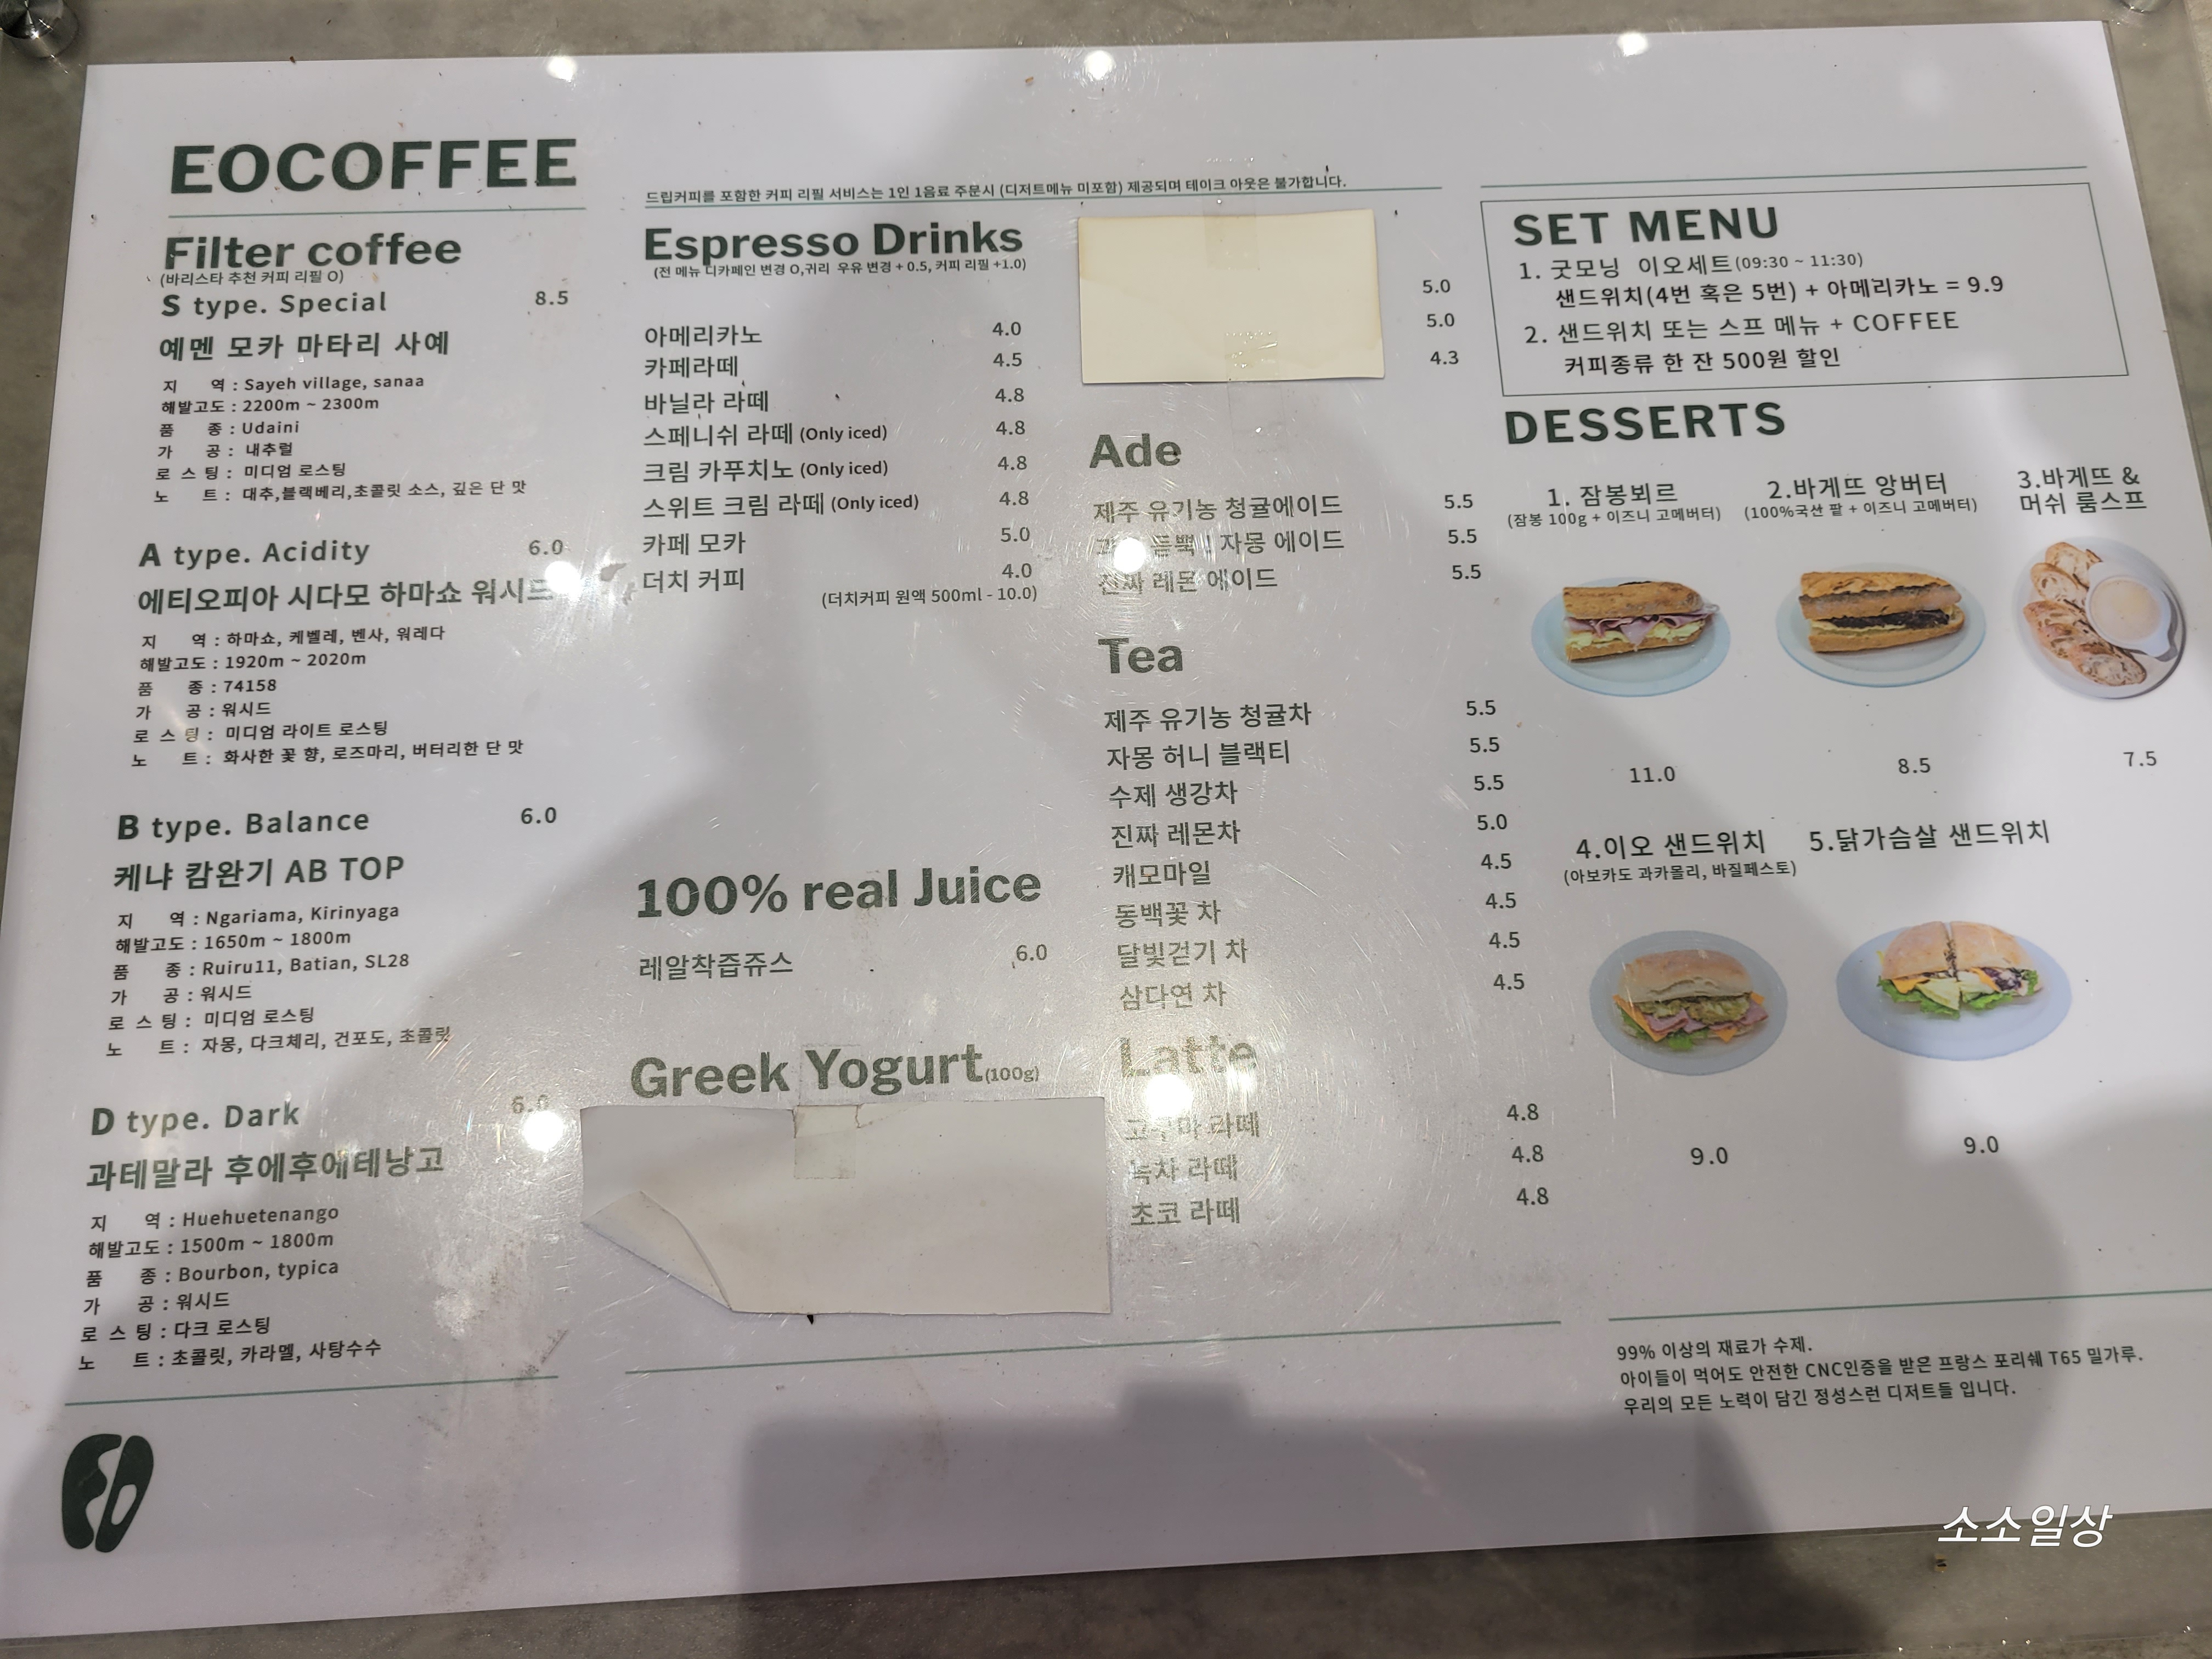 EOCOFFEE
Filter coffee
(바리스타 추천 커피 리필 O)
S type. Special 8.5
예멘 모카 마타리 사예
지 역 : Sayeh village, sanaa
해발고도 : 2200m ~ 2300m
품 종 : Udaini
가 공 : 내추럴
로 스 팅 : 미디엄 로스팅
노 트 : 대추,블랙베리,초콜릿 소스, 깊은 단 맛
A type. Acidity 6.0
에티오피아 시다모 하마쇼 워시드
지 역 : 하마쇼, 케벨레, 벤사, 워레다
해발고도 : 1920m ~ 2020m
품 종 : 74158
가 공 : 워시드
로 스 팅 : 미디엄 라이트 로스팅
노 트 : 화사한 꽃 향, 로즈마리, 버터리한 단 맛
B type. Balance 6.0
케냐 캄완기 AB TOP
지 역 : Ngariama, Kirinyaga
해발고도 : 1650m ~ 1800m
품 종 : Ruiru11, Batian, SL28
가 공 : 워시드
로 스 팅 : 미디엄 로스팅
노 트 : 자몽, 다크체리, 건포도, 초콜릿
D type. Dark 6.0
과테말라 후에후에테낭고
지 역 : Huehuetenango
해발고도 : 1500m ~ 1800m
품 종 : Bourbon, typica
가 공 : 워시드
로 스 팅 : 다크 로스팅
노 트 : 초콜릿, 카라멜, 사탕수수
드립커피를 포함한 커피 리필 서비스는 1인 1음료 주문시 (디저트메뉴 미포함) 제공되며 테이크 아웃은 불가합니다.
Espresso Drinks
(전 메뉴 디카페인 변경 O,귀리 우유 변경 + 0.5, 커피 리필 +1.0)
아메리카노 4.0
카페라떼 4.5
바닐라 라떼 4.8
스페니쉬 라떼 (Only iced) 4.8
크림 카푸치노 (Only iced) 4.8
스위트 크림 라떼 (Only iced) 4.8
카페 모카 5.0
더치 커피 4.0
(더치커피 원액 500ml - 10.0)
100% real Juice
레알착즙쥬스 6.0
Greek Yogurt(100g)
5.0
5.0
4.3
Ade
제주 유기농 청귤에이드 5.5
자몽 에이드 5.5
진짜 레몬 에이드 5.5
Tea
제주 유기농 청귤차 5.5
자몽 허니 블랙티 5.5
수제 생강차 5.5
진짜 레몬차 5.0
캐모마일 4.5
동백꽃 차 4.5
달빛걷기 차 4.5
삼다연 차 4.5
Latte
고구마 라떼 4.8
녹차 라떼 4.8
초코 라떼 4.8
SET MENU
1. 굿모닝 이오세트(09:30 ~ 11:30)
샌드위치(4번 혹은 5번) + 아메리카노 = 9.9
2. 샌드위치 또는 스프 메뉴 + COFFEE
커피종류 한 잔 500원 할인
DESSERTS
1. 잠봉뵈르
(잠봉 100g + 이즈니 고메버터)
11.0
2.바게뜨 앙버터
(100%국산 팥 + 이즈니 고메버터)
8.5
3.바게뜨 &
머쉬 룸스프
7.5
4.이오 샌드위치
(아보카도 과카몰리, 바질페스토)
9.0
5.닭가슴살 샌드위치
9.0
99% 이상의 재료가 수제.
아이들이 먹어도 안전한 CNC인증을 받은 프랑스 포리쉐 T65 밀가루.
우리의 모든 노력이 담긴 정성스런 디저트들 입니다.
소소일상